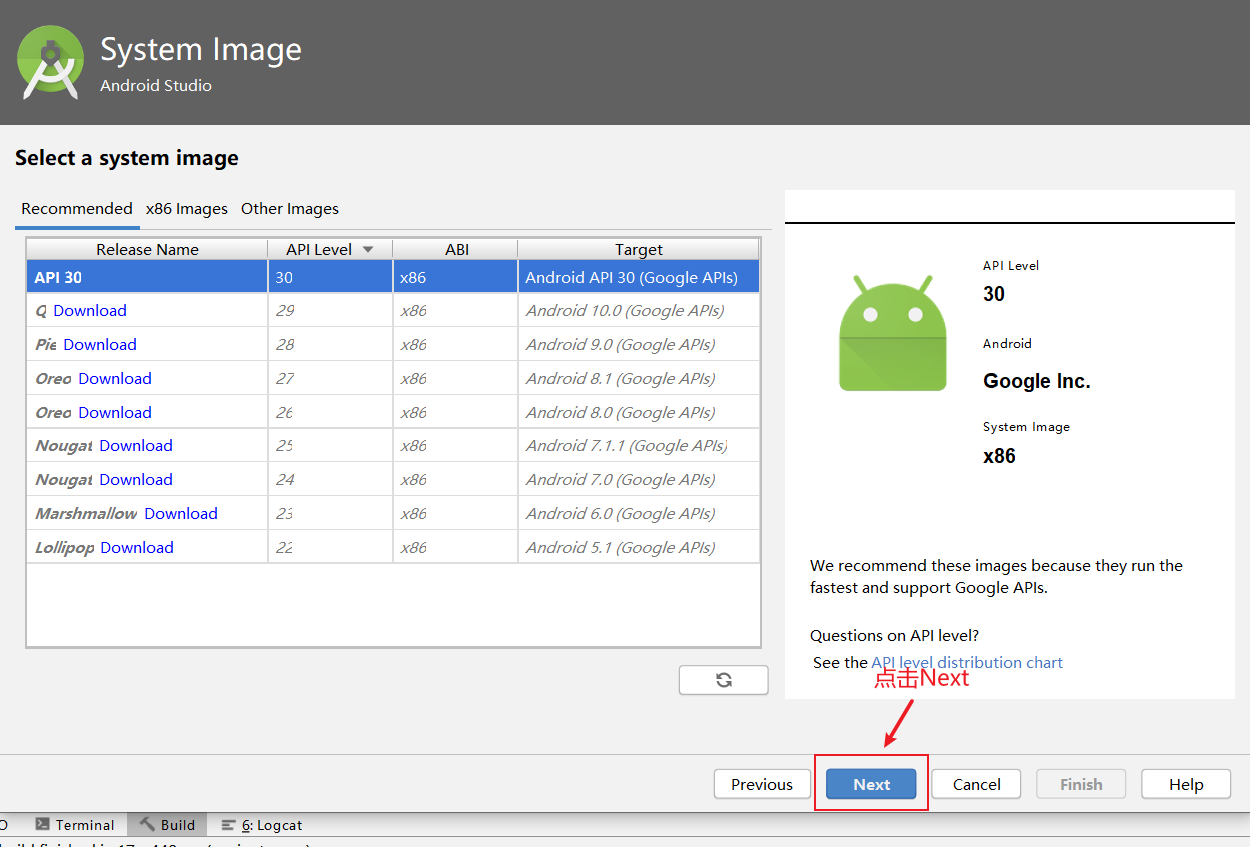 System Image
Android Studio
Select a system image
Recommended x86 Images Other Images
Release Name API Level ABI Target
API 30 30 x86 Android API 30 (Google APIs)
Q Download 29 x86 Android 10.0 (Google APIs)
Pie Download 28 x86 Android 9.0 (Google APIs)
Oreo Download 27 x86 Android 8.1 (Google APIs)
Oreo Download 26 x86 Android 8.0 (Google APIs)
Nougat Download 25 x86 Android 7.1.1 (Google APIs)
Nougat Download 24 x86 Android 7.0 (Google APIs)
Marshmallow Download 23 x86 Android 6.0 (Google APIs)
Lollipop Download 22 x86 Android 5.1 (Google APIs)
API Level
30
Android
Google Inc.
System Image
x86
We recommend these images because they run the
fastest and support Google APIs.
Questions on API level?
See the API level distribution chart
点击Next
Previous Next Cancel Finish Help
Terminal Build 6: Logcat